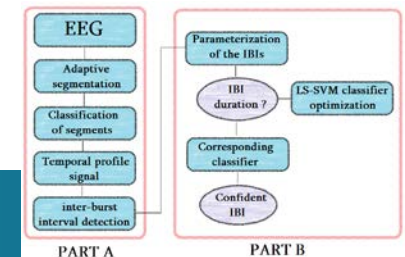 EEG
Adaptive
segmentation
Classification
of segments
Temporal profile
signal
inter-burst
interval detection
PART A
Parameterization
of the IBIs
IBI
duration ?
LS-SVM classifier
optimization
Corresponding
classifier
Confident
IBI
PART B